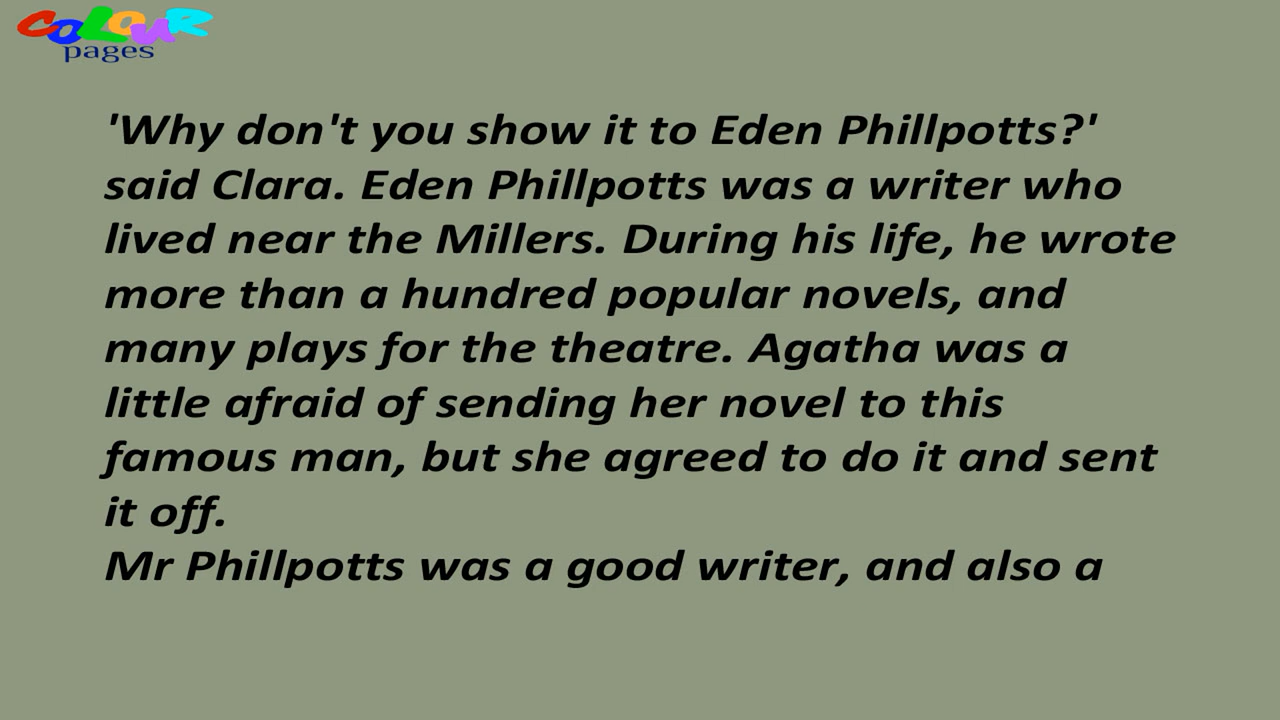 COLOUR
pages
'Why don't you show it to Eden Phillpotts?'
said Clara. Eden Phillpotts was a writer who
lived near the Millers. During his life, he wrote
more than a hundred popular novels, and
many plays for the theatre. Agatha was a
little afraid of sending her novel to this
famous man, but she agreed to do it and sent
it off.
Mr Phillpotts was a good writer, and also a